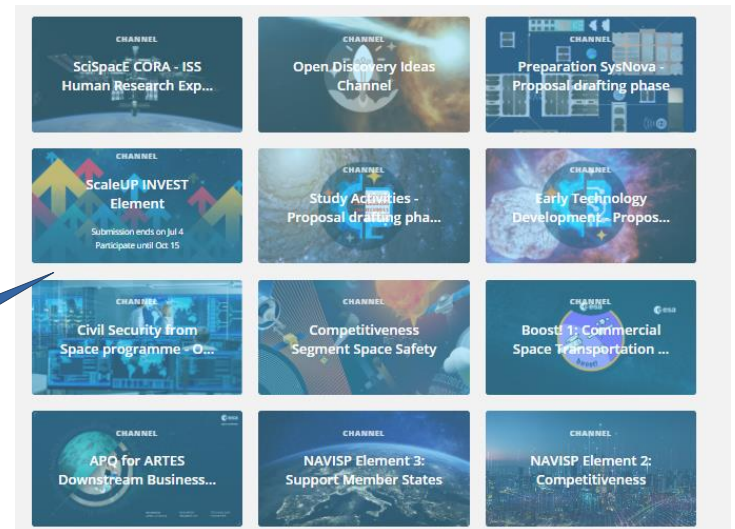 CHANNEL
SciSpacE CORA - ISS
Human Research Exp...
CHANNEL
Open Discovery Ideas
Channel
CHANNEL
Preparation SysNova -
Proposal drafting phase
CHANNEL
ScaleUP INVEST
Element
Submission ends on Jul 4
Participate until Oct 15
CHANNEL
Study Activities -
Proposal drafting pha...
CHANNEL
Early Technology
Development - Propos...
CHANNEL
Civil Security from
Space programme - O...
CHANNEL
Competitiveness
Segment Space Safety
CHANNEL
esa
esa
Boost! 1: Commercial
Space Transportation ...
boost!
esa
CHANNEL
APQ for ARTES
Downstream Business...
CHANNEL
NAVISP Element 3:
Support Member States
CHANNEL
NAVISP Element 2:
Competitiveness